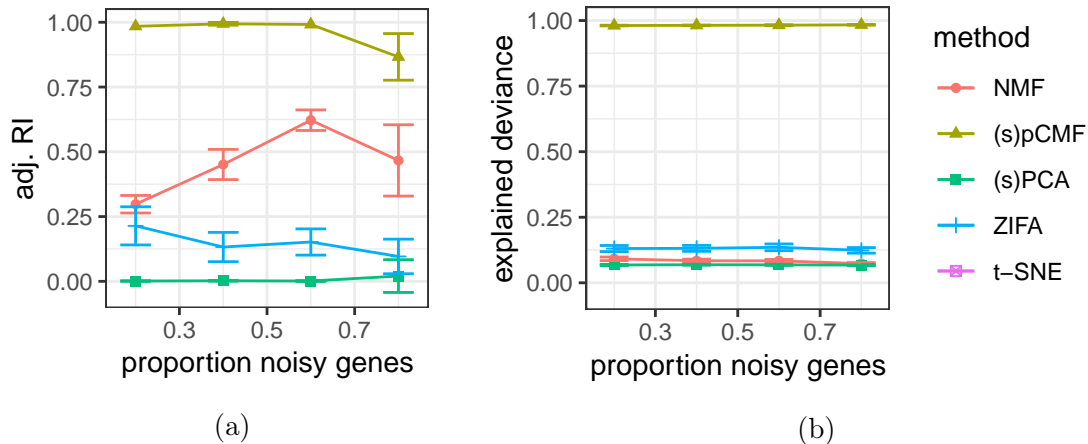 adj. RI
1.00
0.75
0.50
0.25
0.00
0.3 0.5 0.7
proportion noisy genes
(a)
explained deviance
1.00
0.75
0.50
0.25
0.00
0.3 0.5 0.7
proportion noisy genes
(b)
method
NMF
(s)pCMF
(s)PCA
ZIFA
t−SNE